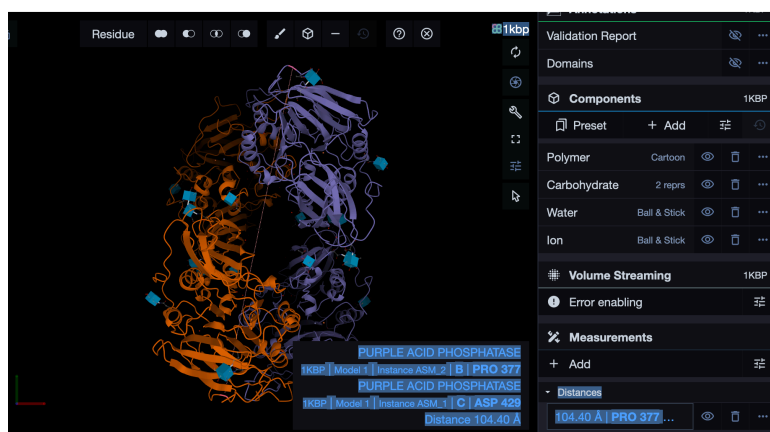 Annotations
Residue
1kbp
Validation Report
Domains
Components 1KBP
Preset + Add
Polymer Cartoon
Carbohydrate 2 reprs
Water Ball & Stick
Ion Ball & Stick
Volume Streaming 1KBP
Error enabling
Measurements
+ Add
Distances
104.40 Å | PRO 377 ...
PURPLE ACID PHOSPHATASE
1KBP | Model 1 | Instance ASM_2 | B | PRO 377
PURPLE ACID PHOSPHATASE
1KBP | Model 1 | Instance ASM_1 | C | ASP 429
Distance 104.40 Å